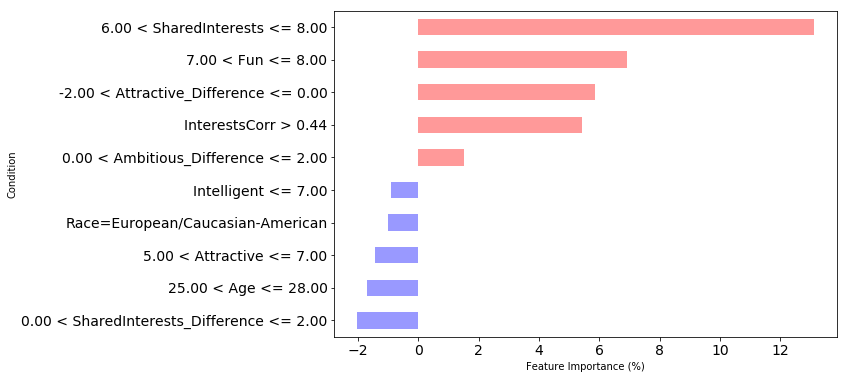 6.00 < SharedInterests <= 8.00
7.00 < Fun <= 8.00
-2.00 < Attractive_Difference <= 0.00
InterestsCorr > 0.44
0.00 < Ambitious_Difference <= 2.00
Intelligent <= 7.00
Race=European/Caucasian-American
5.00 < Attractive <= 7.00
25.00 < Age <= 28.00
0.00 < SharedInterests_Difference <= 2.00
Condition
−2 0 2 4 6 8 10 12
Feature Importance (%)